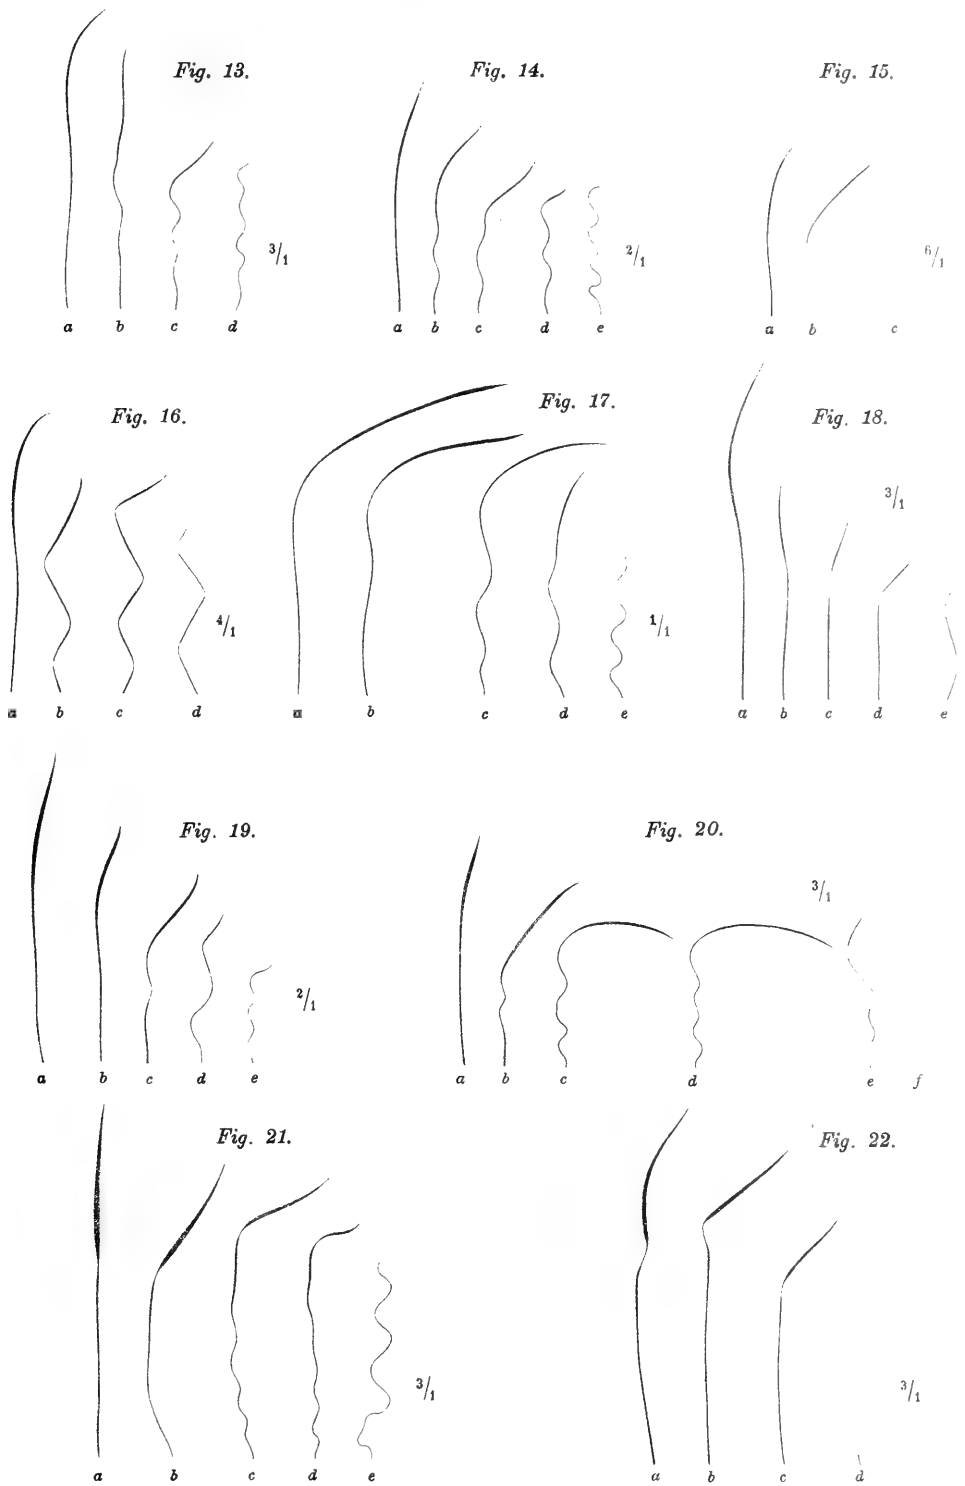 Fig. 13.
Fig. 14.
Fig. 15.
3/1
2/1
6/1
a b c d
a b c d e
a b c
Fig. 16.
Fig. 17.
Fig. 18.
3/1
4/1
1/1
a b c d
a b c d e
a b c d e
Fig. 19.
Fig. 20.
3/1
2/1
a b c d e
a b c d e f
Fig. 21.
Fig. 22.
3/1
3/1
a b c d e
a b c d